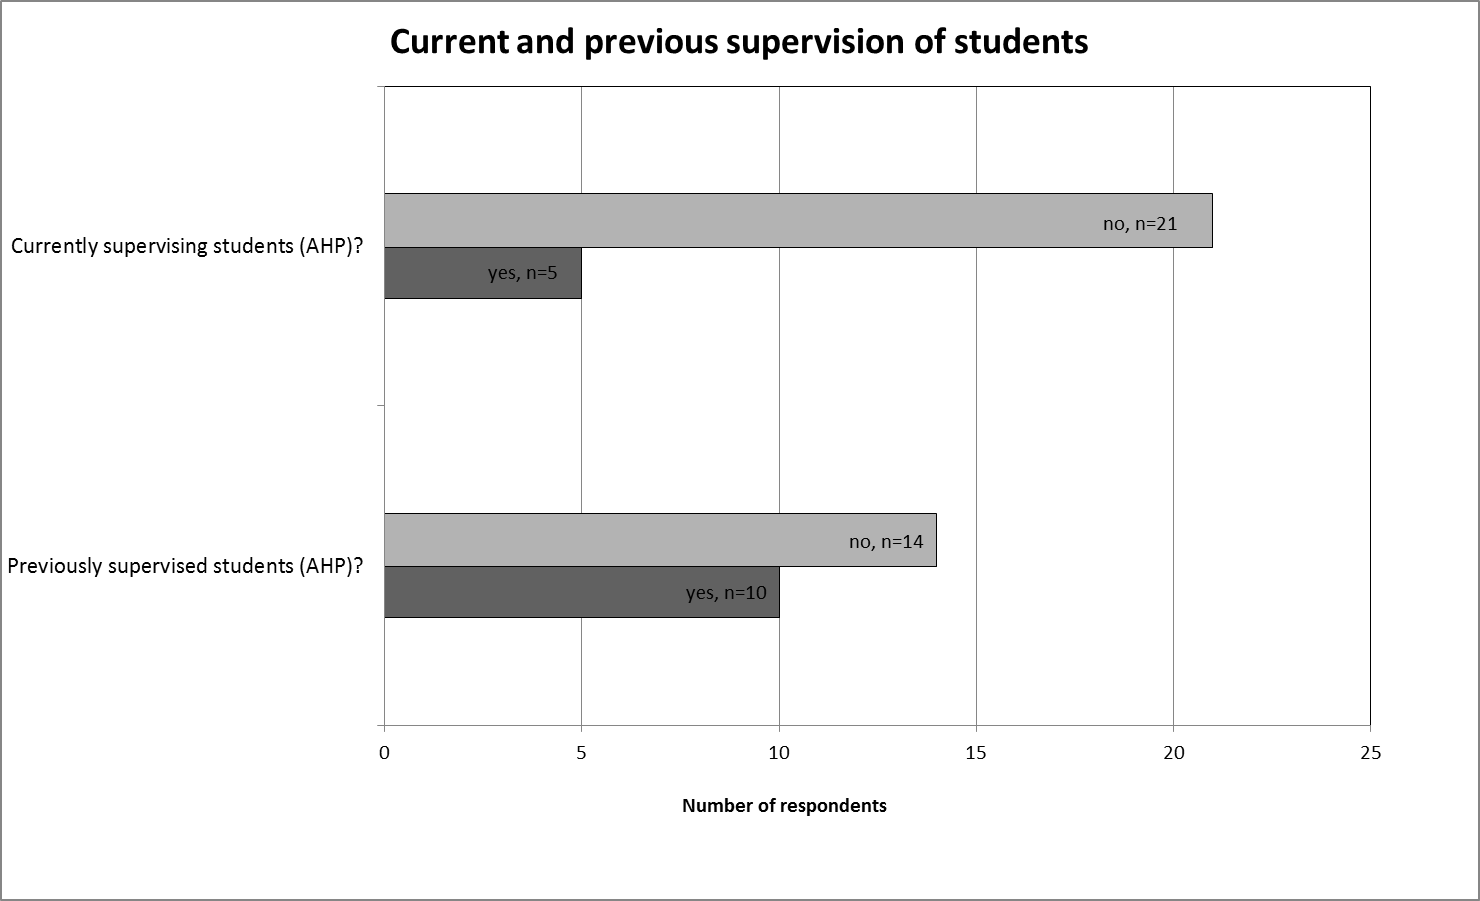 Current and previous supervision of students
Currently supervising students (AHP)?
no, n=21
yes, n=5
Previously supervised students (AHP)?
no, n=14
yes, n=10
0 5 10 15 20 25
Number of respondents